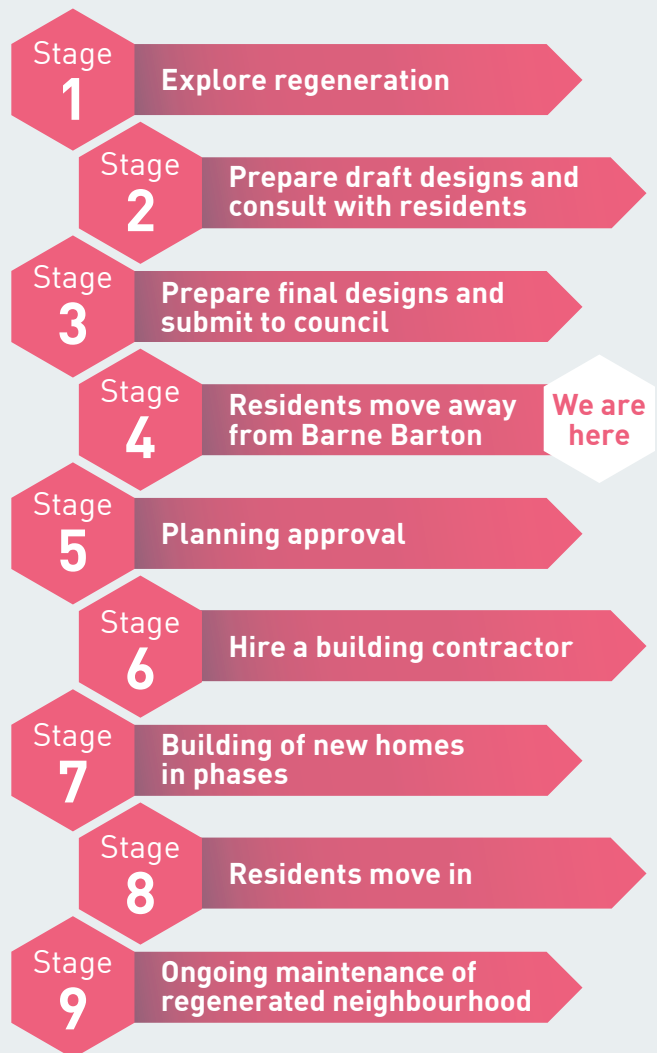 Stage
1
Explore regeneration
Stage
2
Prepare draft designs and
consult with residents
Stage
3
Prepare final designs and
submit to council
Stage
4
Residents move away
from Barne Barton
We are
here
Stage
5
Planning approval
Stage
6
Hire a building contractor
Stage
7
Building of new homes
in phases
Stage
8
Residents move in
Stage
9
Ongoing maintenance of
regenerated neighbourhood